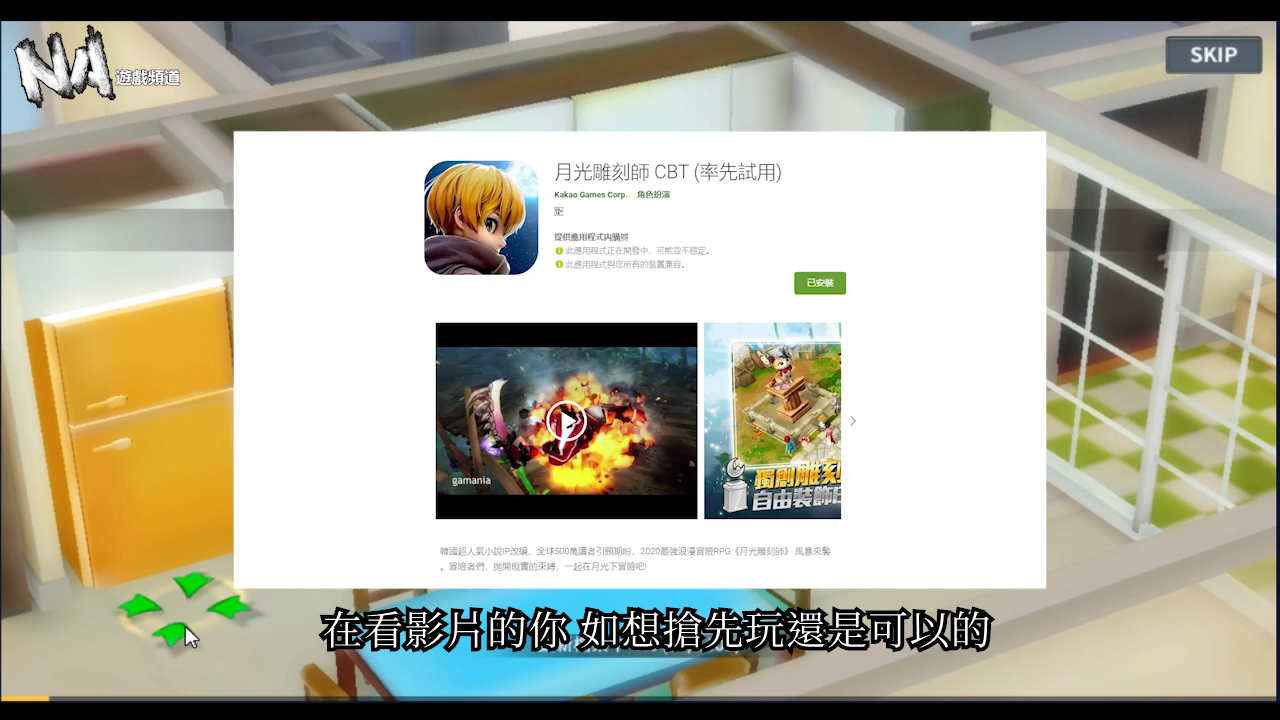 NA 遊戲頻道
SKIP
月光雕刻師 CBT (率先試用)
Kakao Games Corp. 角色扮演
提供應用程式內購買
此應用程式正在開發中，可能並不穩定。
此應用程式與您所有的裝置兼容。
已安裝
gamania
獨創雕刻
自由裝飾
韓國超人氣小說IP改編、全球500萬讀者引頸期盼，2020最強浪漫冒險RPG《月光雕刻師》 風暴來襲
。冒險者們，拋開現實的束縛，一起在月光下冒險吧!
在看影片的你 如想搶先玩還是可以的